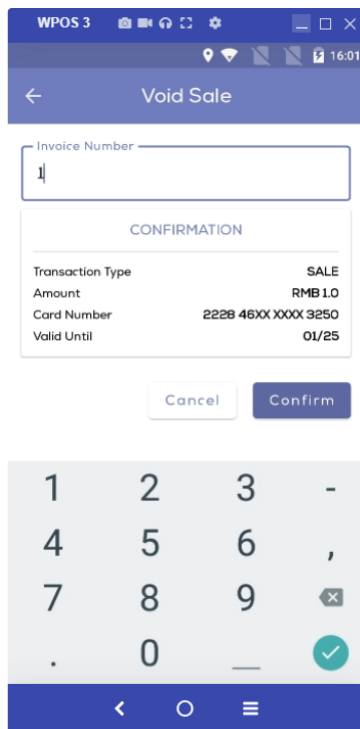 WPOS 3
16:01
Void Sale
Invoice Number
1
CONFIRMATION
Transaction Type SALE
Amount RMB 1.0
Card Number 2228 46XX XXXX 3250
Valid Until 01/25
Cancel Confirm
1 2 3 -
4 5 6 ,
7 8 9
. 0 _